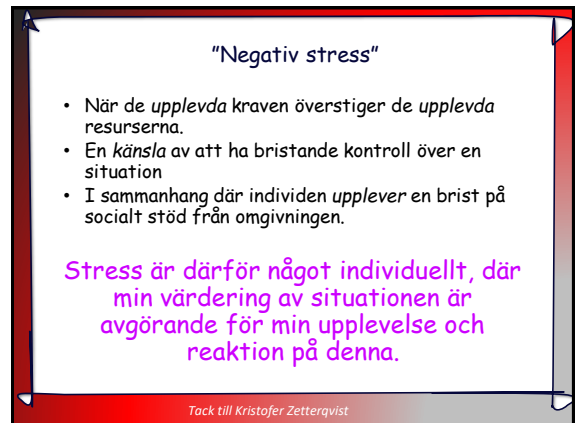 ”Negativ stress”
• När de upplevda kraven överstiger de upplevda
resurserna.
• En känsla av att ha bristande kontroll över en
situation
• I sammanhang där individen upplever en brist på
socialt stöd från omgivningen.
Stress är därför något individuellt, där
min värdering av situationen är
avgörande för min upplevelse och
reaktion på denna.
Tack till Kristofer Zetterqvist